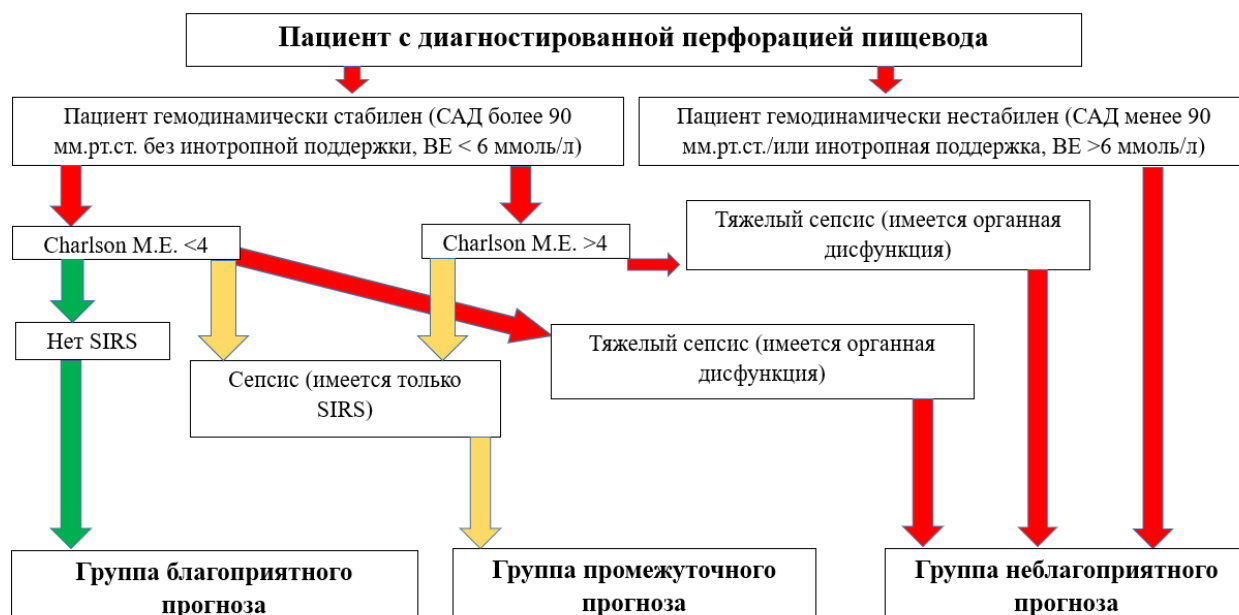 Пациент с диагностированной перфорацией пищевода
Пациент гемодинамически стабилен (САД более 90
мм.рт.ст. без инотропной поддержки, BE < 6 ммоль/л)
Пациент гемодинамически нестабилен (САД менее 90
мм.рт.ст./или инотропная поддержка, BE >6 ммоль/л)
Charlson M.E. <4
Charlson M.E. >4
Тяжелый сепсис (имеется органная
дисфункция)
Нет SIRS
Сепсис (имеется только
SIRS)
Тяжелый сепсис (имеется органная
дисфункция)
Группа благоприятного
прогноза
Группа промежуточного
прогноза
Группа неблагоприятного
прогноза